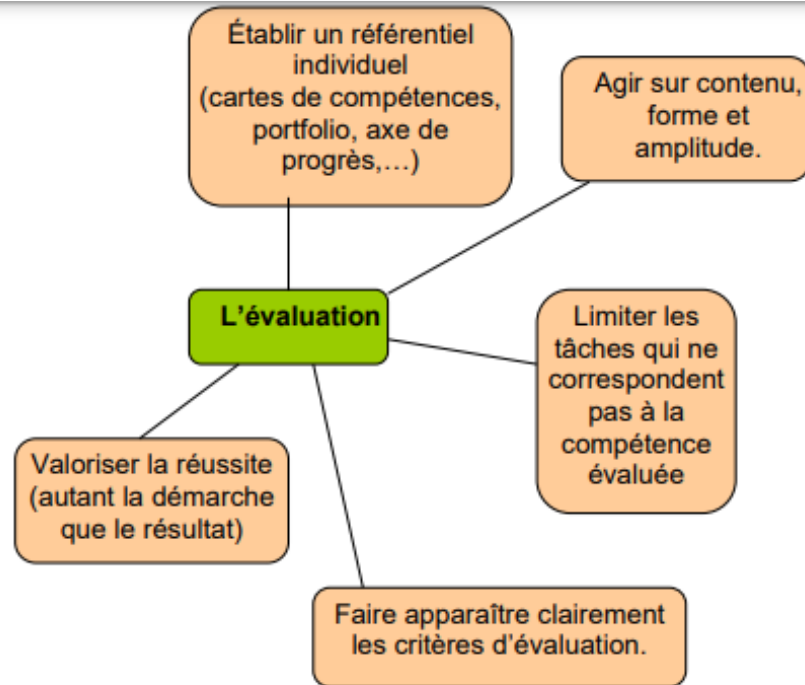 Établir un référentiel
individuel
(cartes de compétences,
portfolio, axe de
progrès,…)
Agir sur contenu,
forme et
amplitude.
L’évaluation
Limiter les
tâches qui ne
correspondent
pas à la
compétence
évaluée
Valoriser la réussite
(autant la démarche
que le résultat)
Faire apparaître clairement
les critères d’évaluation.